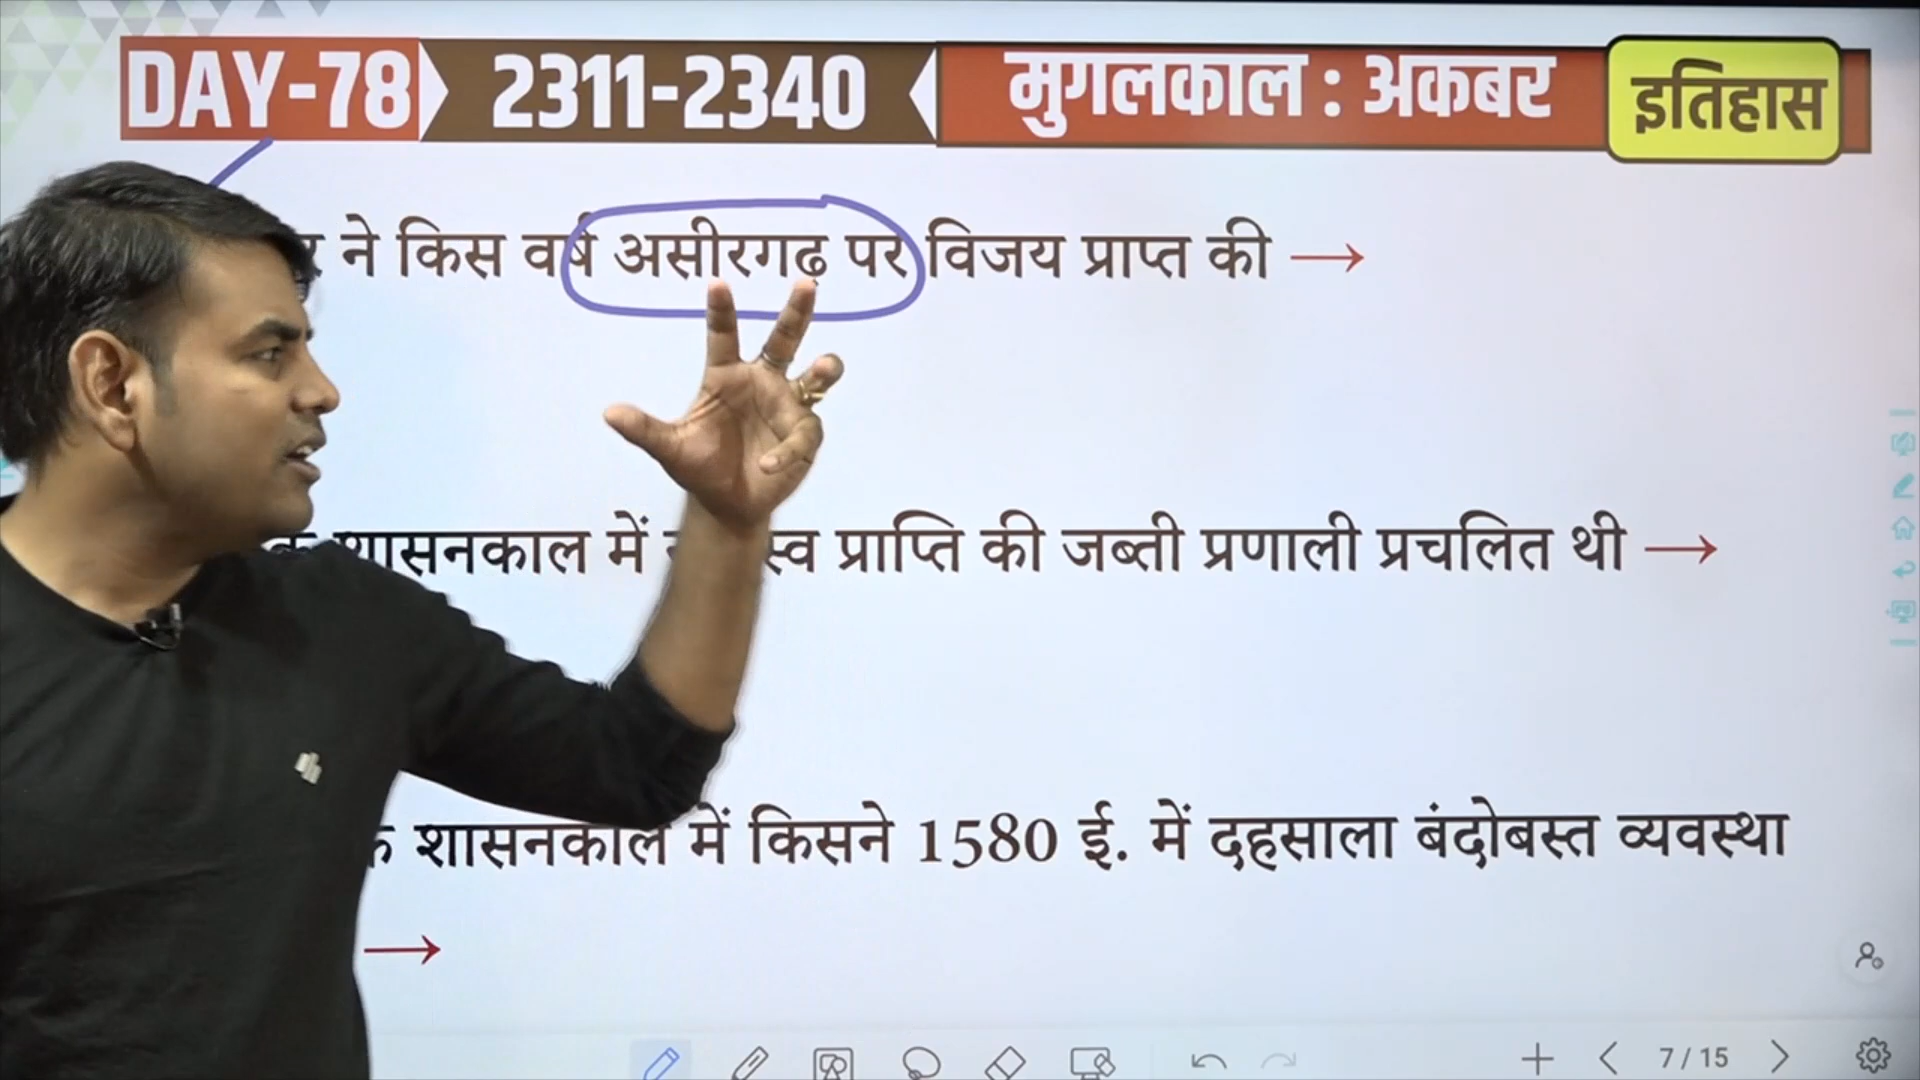 DAY-78 2311-2340 मुगलकाल : अकबर इतिहास
ने किस वर्ष असीरगढ़ पर विजय प्राप्त की →
शासनकाल में प्राप्ति की जब्ती प्रणाली प्रचलित थी →
शासनकाल में किसने 1580 ई. में दहसाला बंदोबस्त व्यवस्था
→
7 / 15